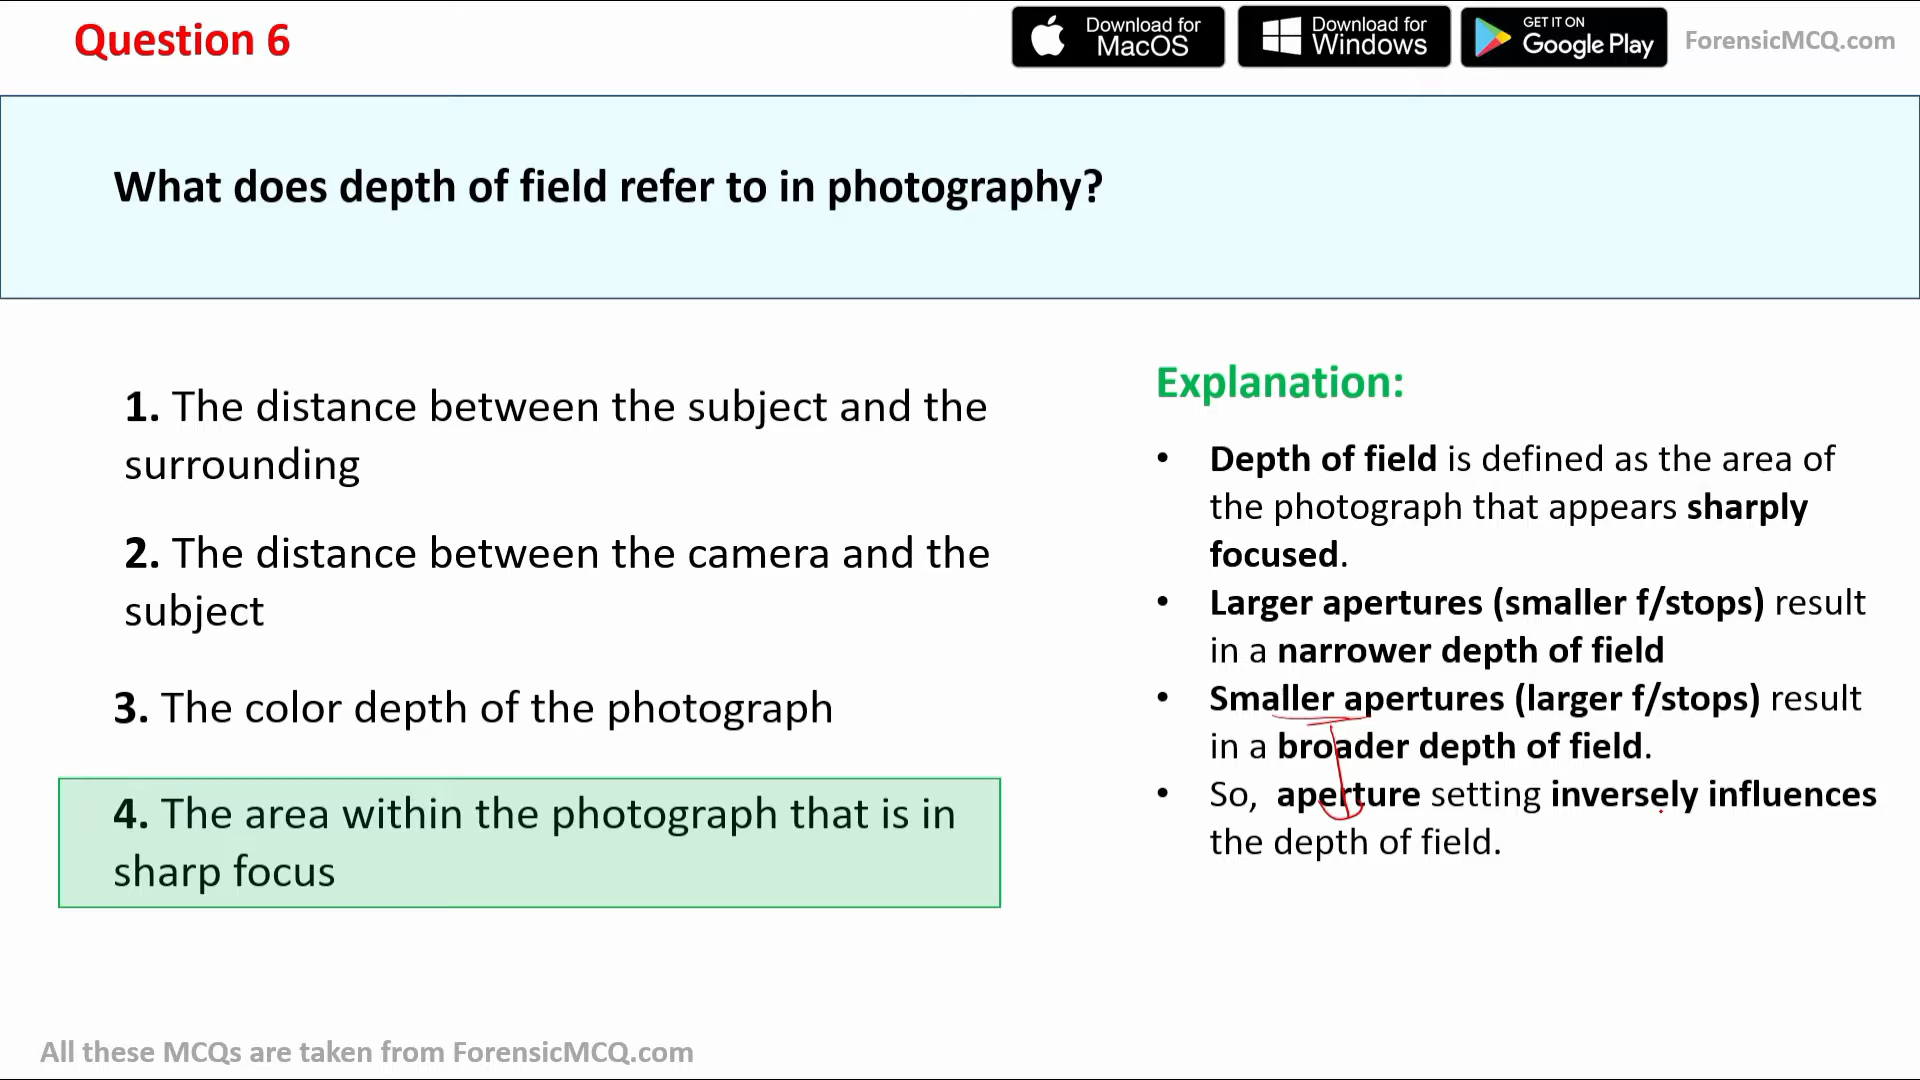 Question 6
Download for
MacOS
Download for
Windows
GET IT ON
Google Play
ForensicMCQ.com
What does depth of field refer to in photography?
1. The distance between the subject and the
surrounding
2. The distance between the camera and the
subject
3. The color depth of the photograph
4. The area within the photograph that is in
sharp focus
Explanation:
• Depth of field is defined as the area of
the photograph that appears sharply
focused.
• Larger apertures (smaller f/stops) result
in a narrower depth of field
• Smaller apertures (larger f/stops) result
in a broader depth of field.
• So, aperture setting inversely influences
the depth of field.
All these MCQs are taken from ForensicMCQ.com